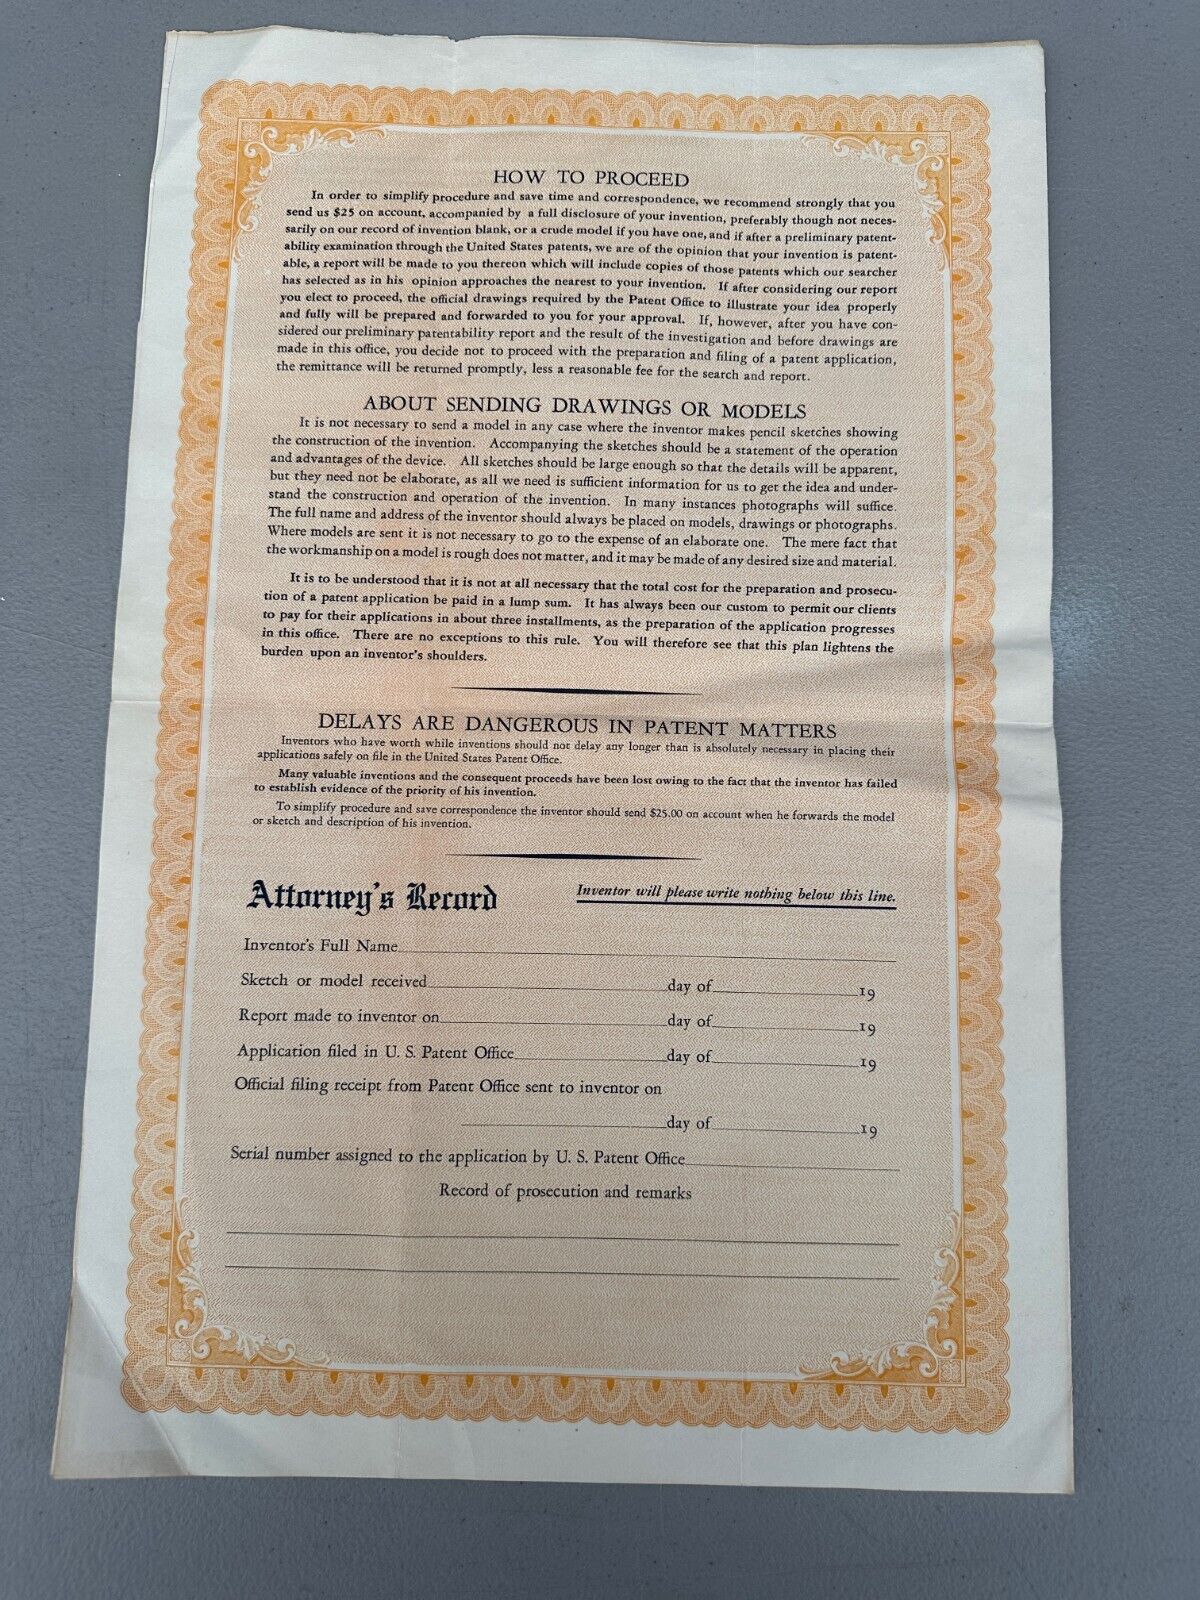 HOW TO PROCEED
In order to simplify procedure and save time and correspondence, we recommend strongly that you
send us $25 on account, accompanied by a full disclosure of your invention, preferably though not neces-
sarily on our record of invention blank, or a crude model if you have one, and if after a preliminary patent-
ability examination through the United States patents, we are of the opinion that your invention is patent-
able, a report will be made to you thereon which will include copies of those patents which our searcher
has selected as in his opinion approaches the nearest to your invention. If after considering our report
you elect to proceed, the official drawings required by the Patent Office to illustrate your idea properly
and fully will be prepared and forwarded to you for your approval. If, however, after you have con-
sidered our preliminary patentability report and the result of the investigation and before drawings are
made in this office, you decide not to proceed with the preparation and filing of a patent application,
the remittance will be returned promptly, less a reasonable fee for the search and report.
ABOUT SENDING DRAWINGS OR MODELS
It is not necessary to send a model in any case where the inventor makes pencil sketches showing
the construction of the invention. Accompanying the sketches should be a statement of the operation
and advantages of the device. All sketches should be large enough so that the details will be apparent,
but they need not be elaborate, as all we need is sufficient information for us to get the idea and under-
stand the construction and operation of the invention. In many instances photographs will suffice.
The full name and address of the inventor should always be placed on models, drawings or photographs.
Where models are sent it is not necessary to go to the expense of an elaborate one. The mere fact that
the workmanship on a model is rough does not matter, and it may be made of any desired size and material.
It is to be understood that it is not at all necessary that the total cost for the preparation and prosecu-
tion of a patent application be paid in a lump sum. It has always been our custom to permit our clients
to pay for their applications in about three installments, as the preparation of the application progresses
in this office. There are no exceptions to this rule. You will therefore see that this plan lightens the
burden upon an inventor's shoulders.
DELAYS ARE DANGEROUS IN PATENT MATTERS
Inventors who have worth while inventions should not delay any longer than is absolutely necessary in placing their
applications safely on file in the United States Patent Office.
Many valuable inventions and the consequent proceeds have been lost owing to the fact that the inventor has failed
to establish evidence of the priority of his invention.
To simplify procedure and save correspondence the inventor should send $25.00 on account when he forwards the model
or sketch and description of his invention.
Attorney's Record Inventor will please write nothing below this line.
Inventor's Full Name
Sketch or model received day of 19
Report made to inventor on day of 19
Application filed in U. S. Patent Office day of 19
Official filing receipt from Patent Office sent to inventor on
day of 19
Serial number assigned to the application by U. S. Patent Office
Record of prosecution and remarks